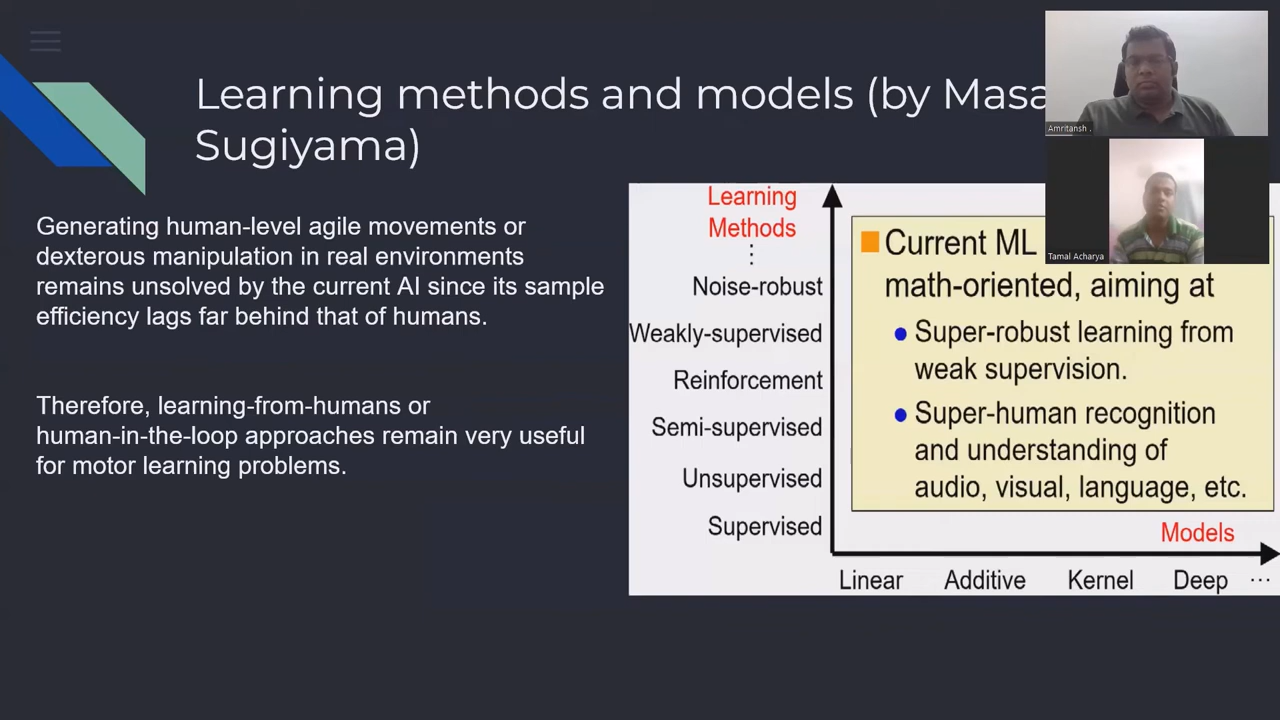 Learning methods and models (by Masa
Sugiyama)
Amritansh .
Tamal Acharya
Generating human-level agile movements or
dexterous manipulation in real environments
remains unsolved by the current AI since its sample
efficiency lags far behind that of humans.
Therefore, learning-from-humans or
human-in-the-loop approaches remain very useful
for motor learning problems.
Learning
Methods
⋮
Noise-robust
Weakly-supervised
Reinforcement
Semi-supervised
Unsupervised
Supervised
Current ML
math-oriented, aiming at
Super-robust learning from
weak supervision.
Super-human recognition
and understanding of
audio, visual, language, etc.
Models
Linear Additive Kernel Deep ⋯